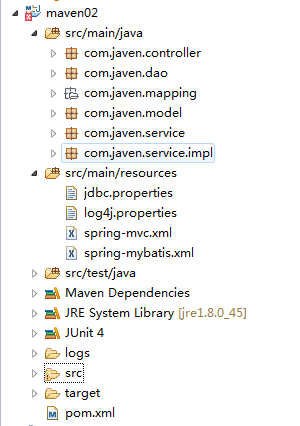 maven02
src/main/java
com.javen.controller
com.javen.dao
com.javen.mapping
com.javen.model
com.javen.service
com.javen.service.impl
src/main/resources
jdbc.properties
log4j.properties
spring-mvc.xml
spring-mybatis.xml
src/test/java
Maven Dependencies
JRE System Library [jre1.8.0_45]
JUnit 4
logs
src
target
pom.xml